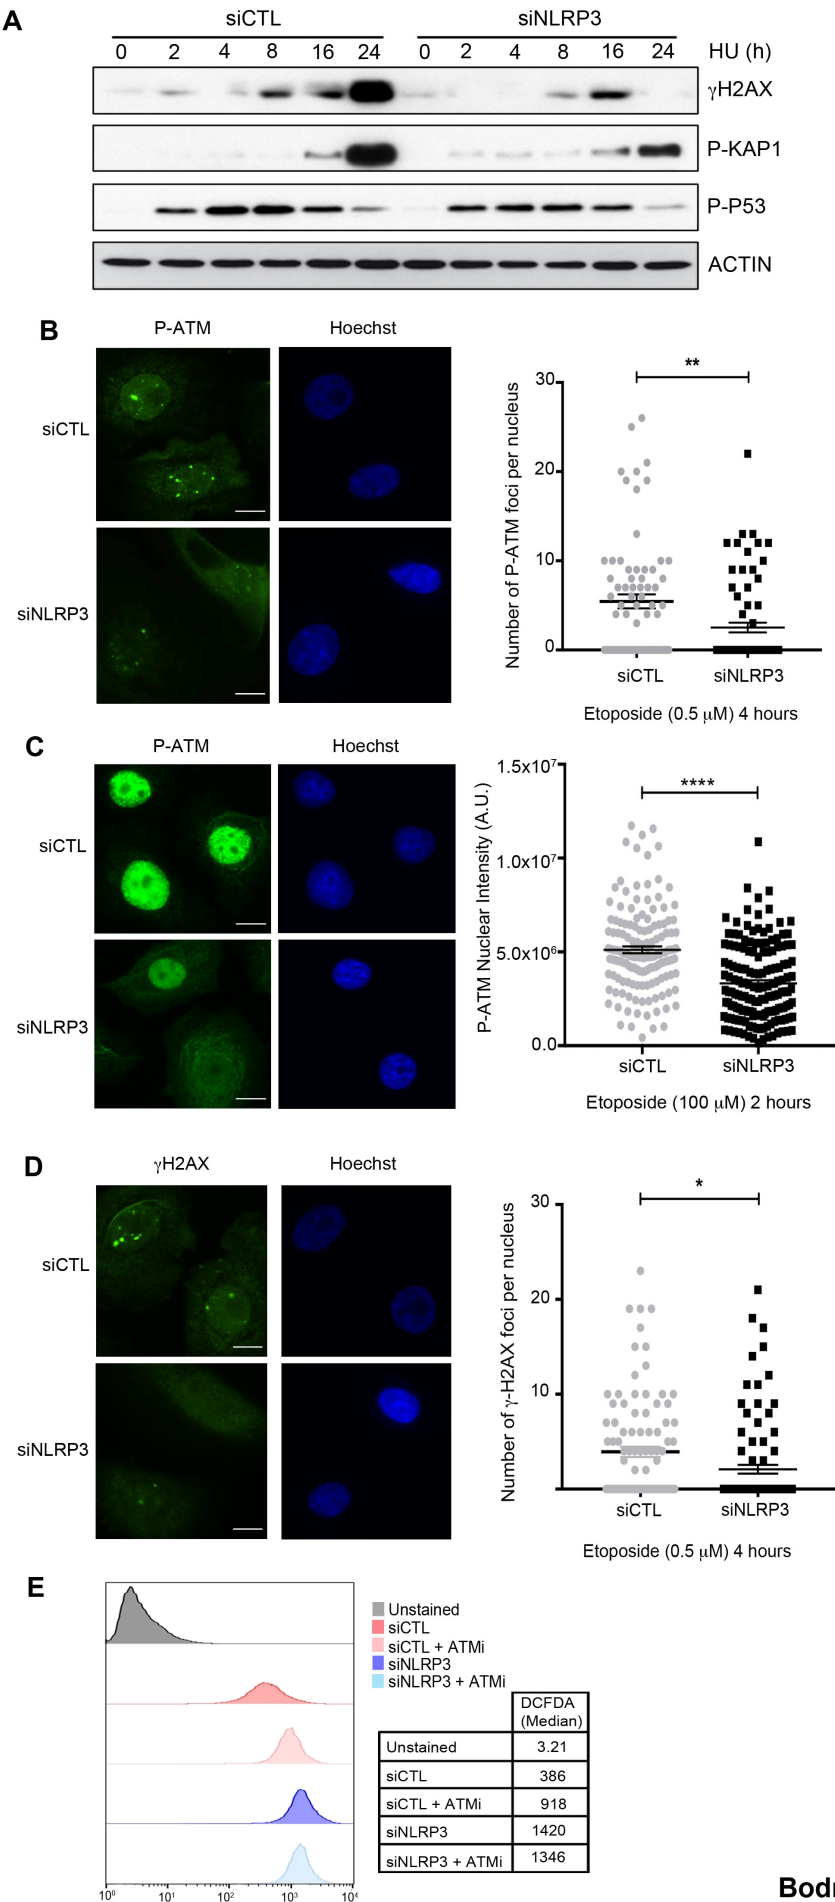 A
siCTL siNLRP3
0 2 4 8 16 24 0 2 4 8 16 24 HU (h)
γH2AX
P-KAP1
P-P53
ACTIN
B
P-ATM Hoechst
siCTL
siNLRP3
Number of P-ATM foci per nucleus
30
20
10
0
**
siCTL siNLRP3
Etoposide (0.5 μM) 4 hours
C
P-ATM Hoechst
siCTL
siNLRP3
P-ATM Nuclear Intensity (A.U.)
1.5x10⁷
1.0x10⁷
5.0x10⁶
0.0
****
siCTL siNLRP3
Etoposide (100 μM) 2 hours
D
γH2AX Hoechst
siCTL
siNLRP3
Number of γ-H2AX foci per nucleus
30
20
10
*
siCTL siNLRP3
Etoposide (0.5 μM) 4 hours
E
Unstained
siCTL
siCTL + ATMi
siNLRP3
siNLRP3 + ATMi
10⁰ 10¹ 10² 10³ 10⁴
DCFDA
(Median)
Unstained 3.21
siCTL 386
siCTL + ATMi 918
siNLRP3 1420
siNLRP3 + ATMi 1346